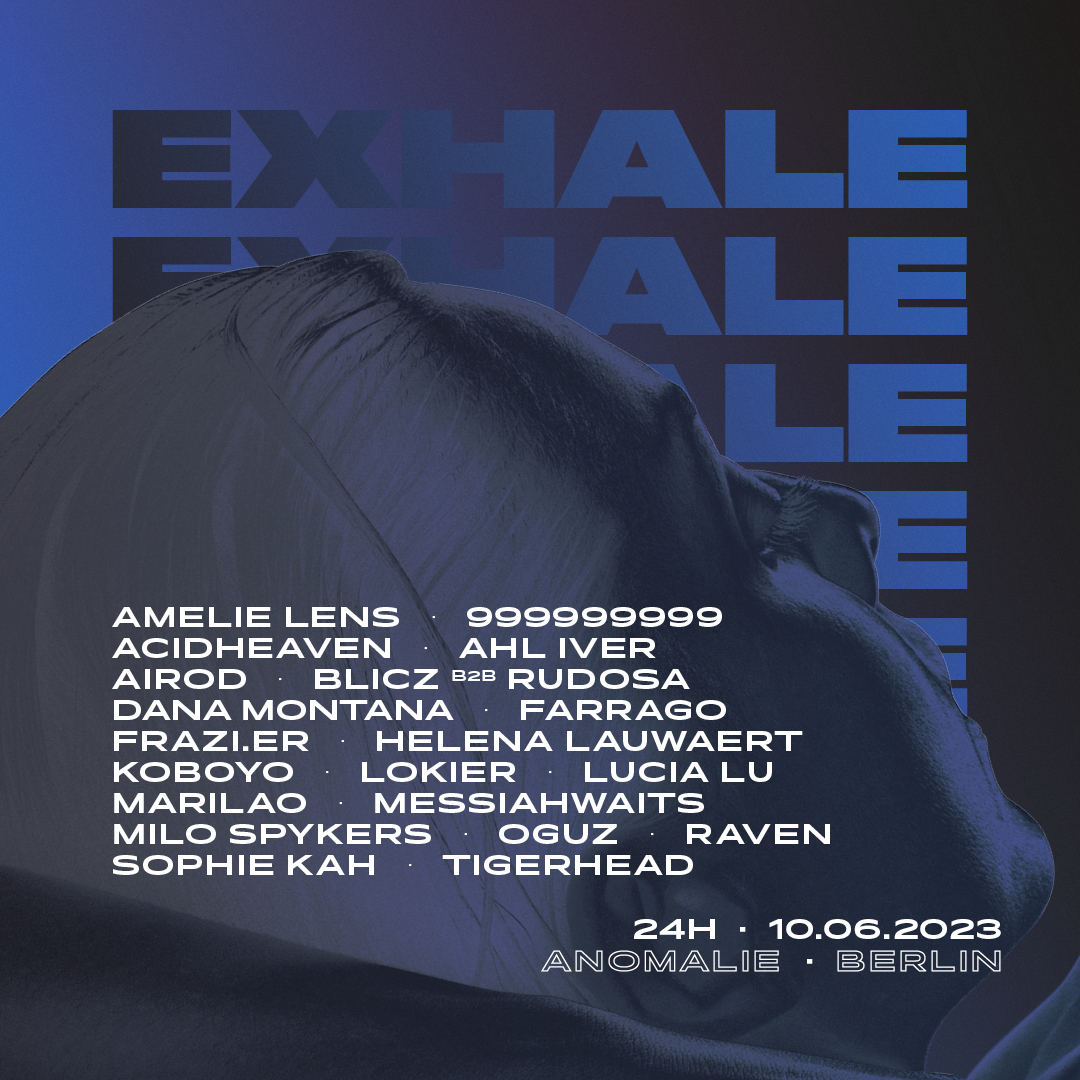 EXHALE
EXHALE
ALE
E
E
AMELIE LENS · 999999999
ACIDHEAVEN · AHL IVER
AIROD · BLICZ B2B RUDOSA
DANA MONTANA · FARRAGO
FRAZI.ER · HELENA LAUWAERT
KOBOYO · LOKIER · LUCIA LU
MARILAO · MESSIAHWAITS
MILO SPYKERS · OGUZ · RAVEN
SOPHIE KAH · TIGERHEAD
24H · 10.06.2023
ANOMALIE · BERLIN